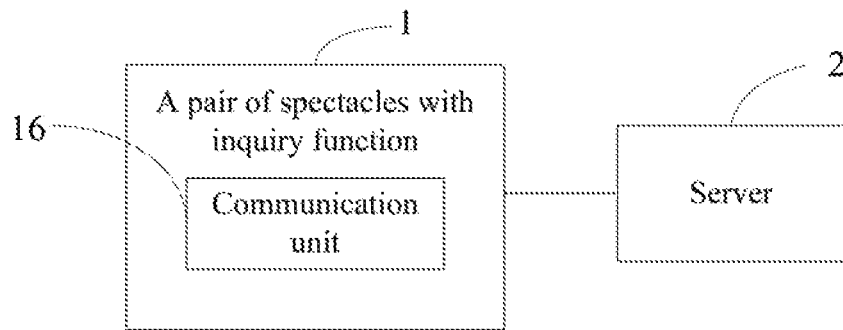 1
A pair of spectacles with
inquiry function
16
Communication
unit
2
Server